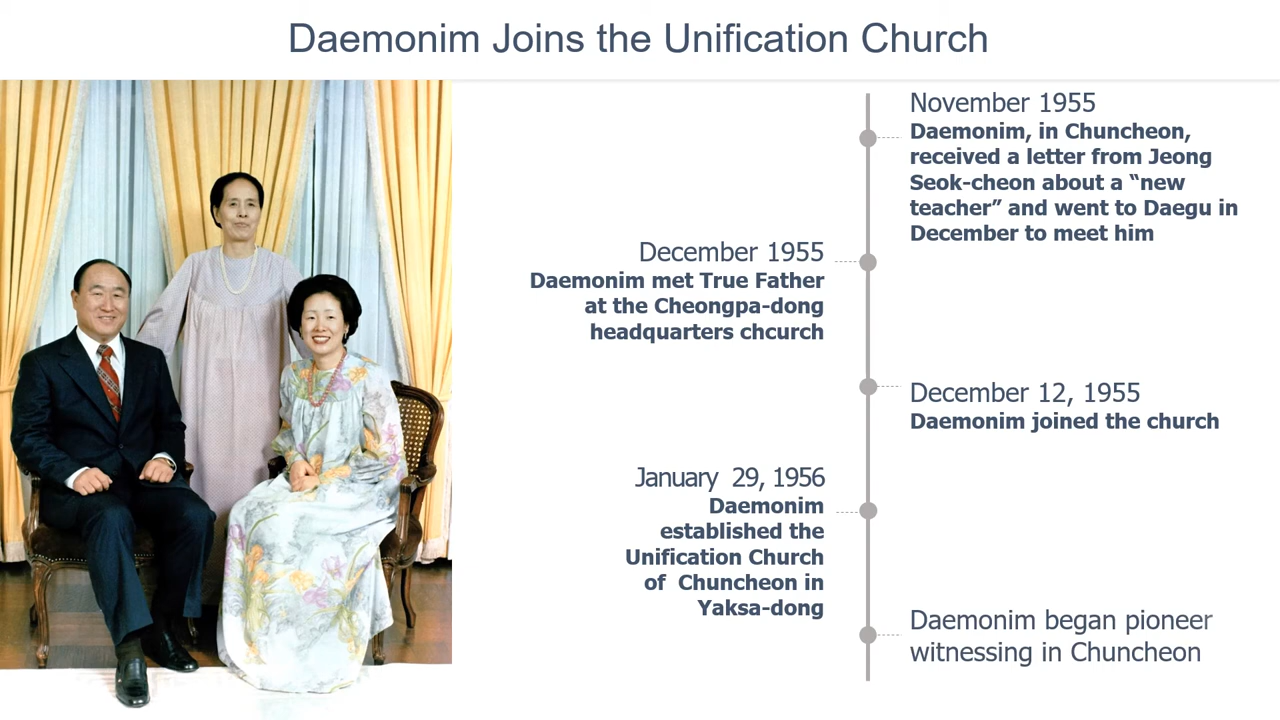 Daemonim Joins the Unification Church
November 1955
Daemonim, in Chuncheon,
received a letter from Jeong
Seok-cheon about a “new
teacher” and went to Daegu in
December to meet him
December 1955
Daemonim met True Father
at the Cheongpa-dong
headquarters chcurch
December 12, 1955
Daemonim joined the church
January 29, 1956
Daemonim
established the
Unification Church
of Chuncheon in
Yaksa-dong
Daemonim began pioneer
witnessing in Chuncheon